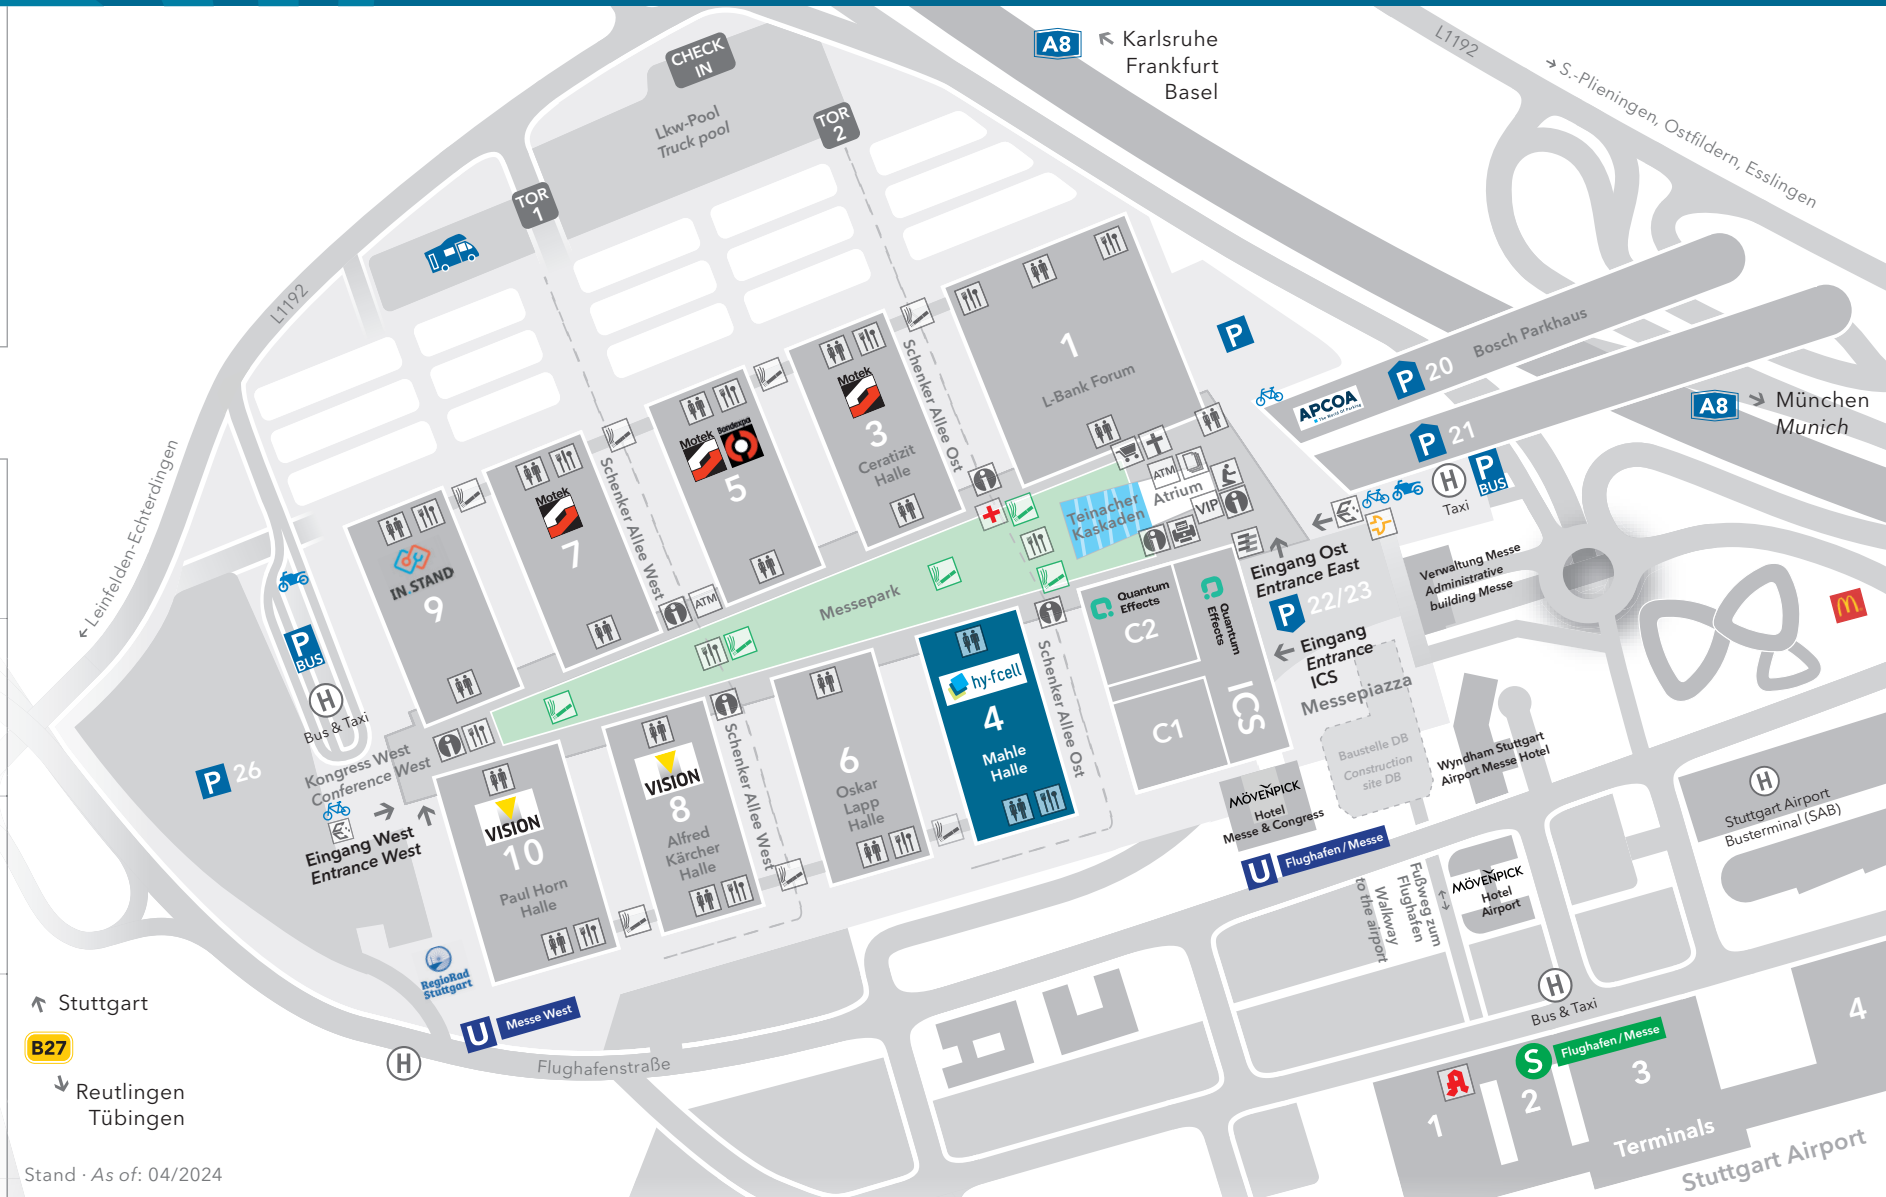 A8
Karlsruhe
Frankfurt
Basel
L1192
S.-Plieningen, Ostfildern, Esslingen
CHECK
IN
Lkw-Pool
Truck pool
TOR
2
TOR
1
L1192
Leinfelden-Echterdingen
P
Bosch Parkhaus
P 20
APCOA
P 21
A8
München
Munich
H
P
BUS
Taxi
1
L-Bank Forum
Schenker Allee Ost
Motek
3
Ceratizit
Halle
Motek
Bondexpo
5
Schenker Allee West
Motek
7
IN.STAND
9
ATM
Atrium
VIP
Teinacher
Kaskaden
ATM
Messepark
Eingang Ost
Entrance East
P 22/23
Eingang
Entrance
ICS
Messepiazza
Verwaltung Messe
Administrative
building Messe
Quantum
Effects
C2
Quantum
Effects
C1
ICS
hy-fcell
4
Mahle
Halle
Schenker Allee Ost
6
Oskar
Lapp
Halle
Schenker Allee West
VISION
8
Alfred
Kärcher
Halle
VISION
10
Paul Horn
Halle
P
BUS
H
Bus & Taxi
Kongress West
Conference West
P 26
Eingang West
Entrance West
Baustelle DB
Construction
site DB
Wyndham Stuttgart
Airport Messe Hotel
MÖVENPICK
Hotel
Messe & Congress
U Flughafen / Messe
Fußweg zum
Flughafen
Walkway
to the airport
MÖVENPICK
Hotel
Airport
H
Stuttgart Airport
Busterminal (SAB)
H
Bus & Taxi
S Flughafen / Messe
1
2
3
4
Terminals
Stuttgart Airport
RegioRad
Stuttgart
U Messe West
H
Flughafenstraße
Stuttgart
B27
Reutlingen
Tübingen
Stand · As of: 04/2024